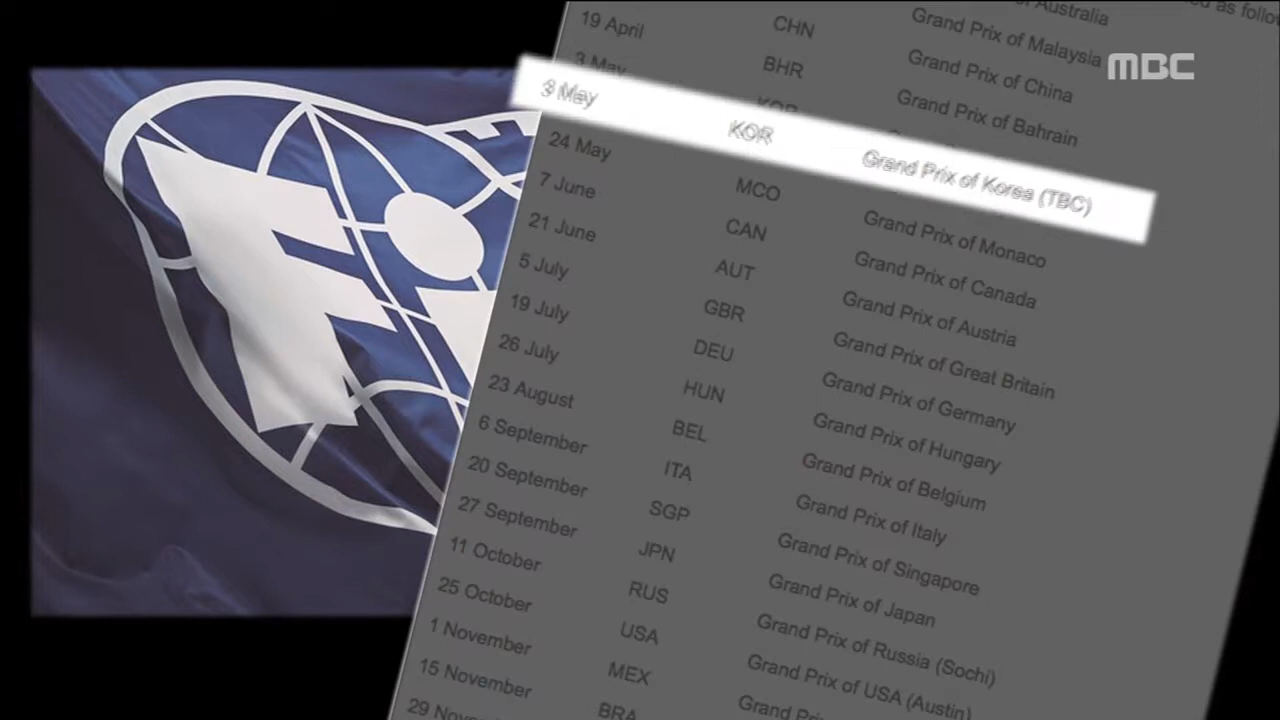 ed as follo
of Australia
Grand Prix of Malaysia
CHN Grand Prix of China
19 April BHR Grand Prix of Bahrain
3 May KOR Grand Prix of Korea (TBC)
24 May MCO Grand Prix of Monaco
7 June CAN Grand Prix of Canada
21 June AUT Grand Prix of Austria
5 July GBR Grand Prix of Great Britain
19 July DEU Grand Prix of Germany
26 July HUN Grand Prix of Hungary
23 August BEL Grand Prix of Belgium
6 September ITA Grand Prix of Italy
20 September SGP Grand Prix of Singapore
27 September JPN Grand Prix of Japan
11 October RUS Grand Prix of Russia (Sochi)
25 October USA Grand Prix of USA (Austin)
1 November MEX Grand Prix
15 November BRA
29 Nov
MBC